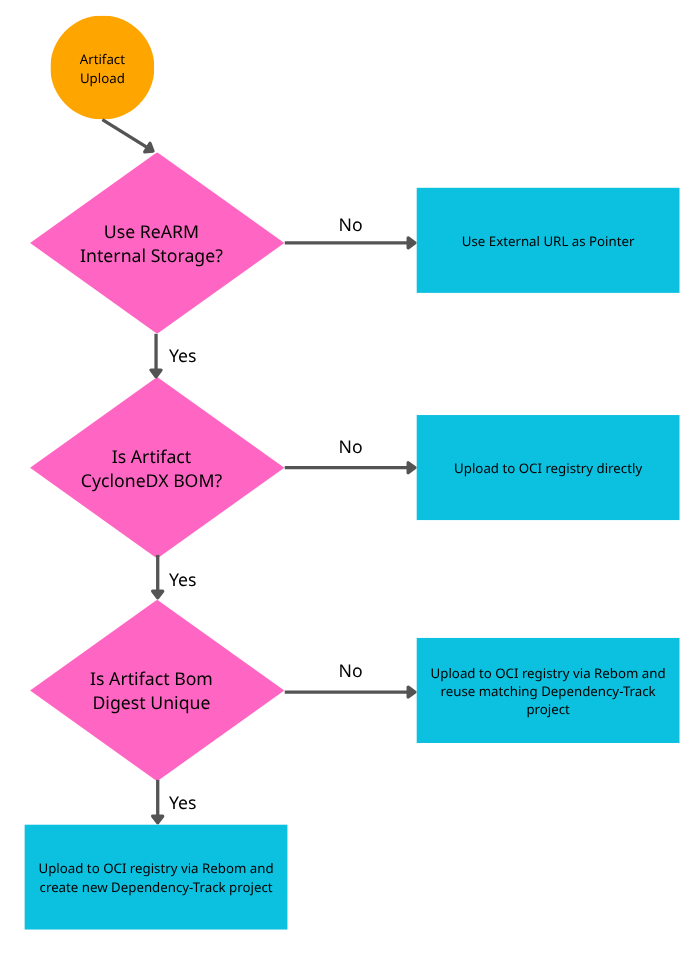 Artifact
Upload
Use ReARM
Internal Storage?
No
Use External URL as Pointer
Yes
Is Artifact
CycloneDX BOM?
No
Upload to OCI registry directly
Yes
Is Artifact Bom
Digest Unique
No
Upload to OCI registry via Rebom and
reuse matching Dependency-Track
project
Yes
Upload to OCI registry via Rebom and
create new Dependency-Track project